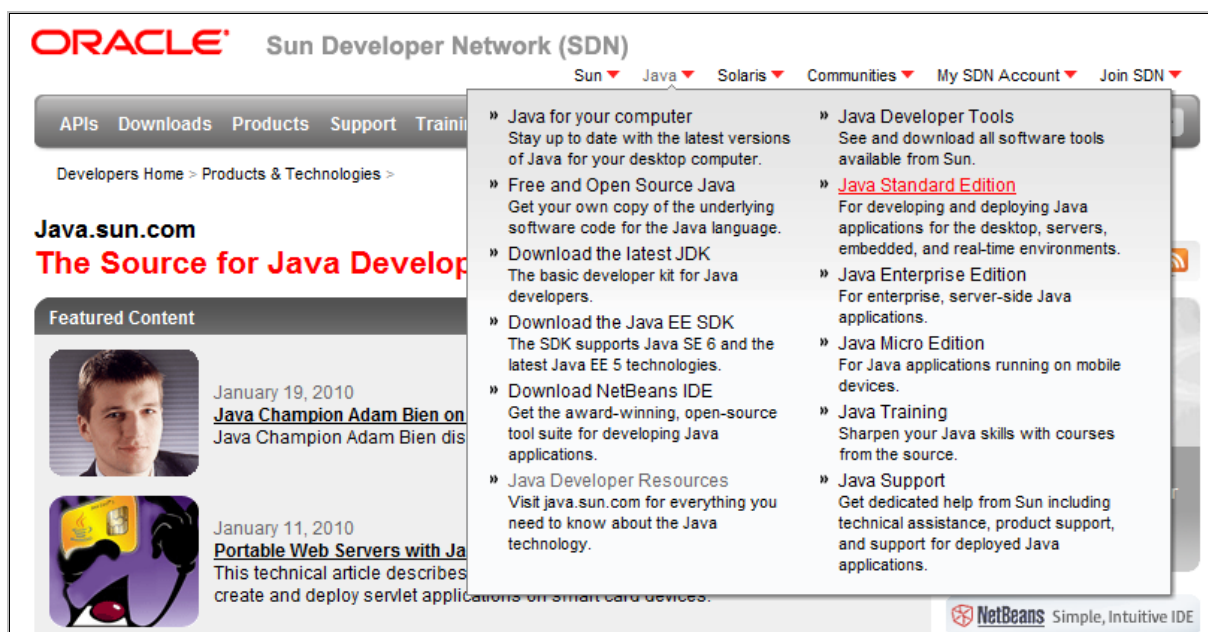 ORACLE Sun Developer Network (SDN)
Sun Java Solaris Communities My SDN Account Join SDN
APIs Downloads Products Support
Developers Home > Products & Technologies >
Java.sun.com
The Source for Java Develop
Featured Content
January 19, 2010
Java Champion Adam Bien on
Java Champion Adam Bien dis
January 11, 2010
Portable Web Servers with Ja
This technical article describes
create and deploy servlet applications on smart card devices.
» Java for your computer
Stay up to date with the latest versions
of Java for your desktop computer.
» Free and Open Source Java
Get your own copy of the underlying
software code for the Java language.
» Download the latest JDK
The basic developer kit for Java
developers.
» Download the Java EE SDK
The SDK supports Java SE 6 and the
latest Java EE 5 technologies.
» Download NetBeans IDE
Get the award-winning, open-source
tool suite for developing Java
applications.
» Java Developer Resources
Visit java.sun.com for everything you
need to know about the Java
technology.
» Java Developer Tools
See and download all software tools
available from Sun.
» Java Standard Edition
For developing and deploying Java
applications for the desktop, servers,
embedded, and real-time environments.
» Java Enterprise Edition
For enterprise, server-side Java
applications.
» Java Micro Edition
For Java applications running on mobile
devices.
» Java Training
Sharpen your Java skills with courses
from the source.
» Java Support
Get dedicated help from Sun including
technical assistance, product support,
and support for deployed Java
applications.
NetBeans Simple, Intuitive IDE